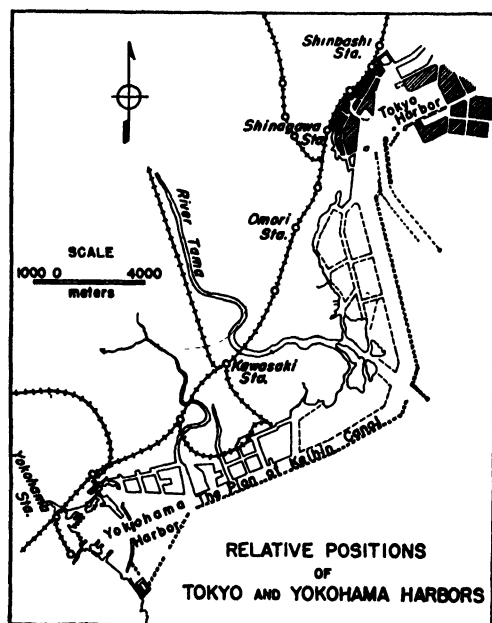 Shinbashi
Sta.
Tokyo
Harbor
Shinagawa
Sta.
River Tama
Omori
Sta.
SCALE
1000 0 4000
meters
Kawasaki
Sta.
Yokohama
Sta.
The Plan of Keihin Canal
Yokohama
Harbor
RELATIVE POSITIONS
OF
TOKYO AND YOKOHAMA HARBORS